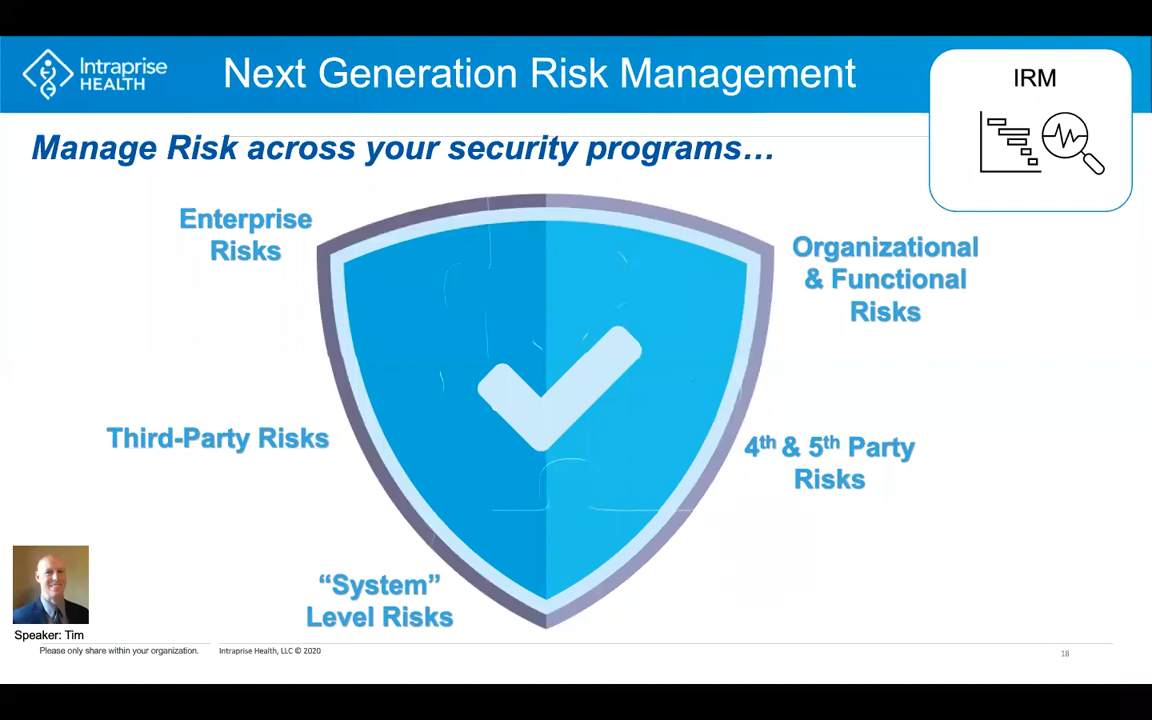 Intraprise
HEALTH
Next Generation Risk Management
IRM
Manage Risk across your security programs…
Enterprise
Risks
Organizational
& Functional
Risks
Third-Party Risks
4th & 5th Party
Risks
“System”
Level Risks
Speaker: Tim
Please only share within your organization.
Intraprise Health, LLC © 2020
18